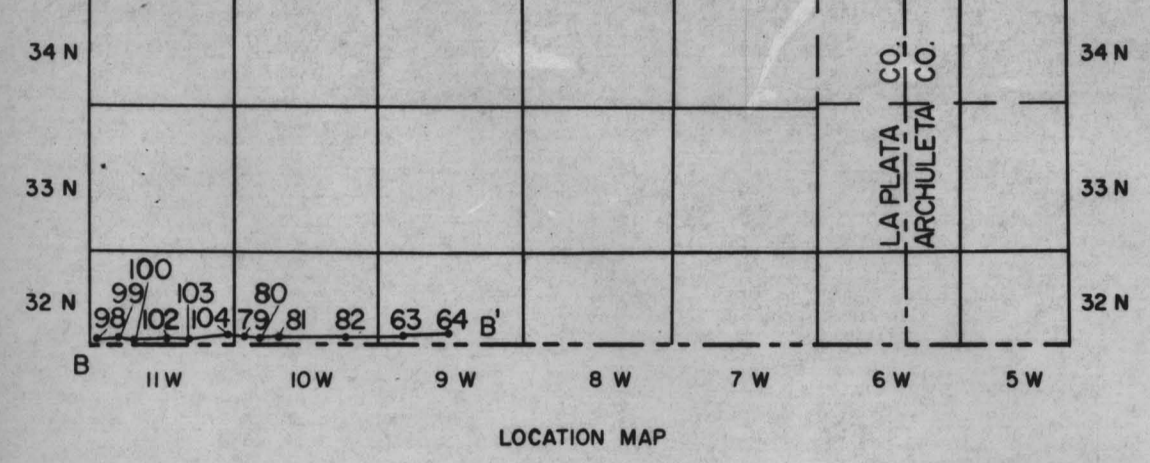 34 N
LA PLATA CO.
ARCHULETA CO.
34 N
33 N
33 N
100
99 103 80
32 N
98 102 104 79 81 82 63 64 B'
32 N
B
11 W 10 W 9 W 8 W 7 W 6 W 5 W
LOCATION MAP